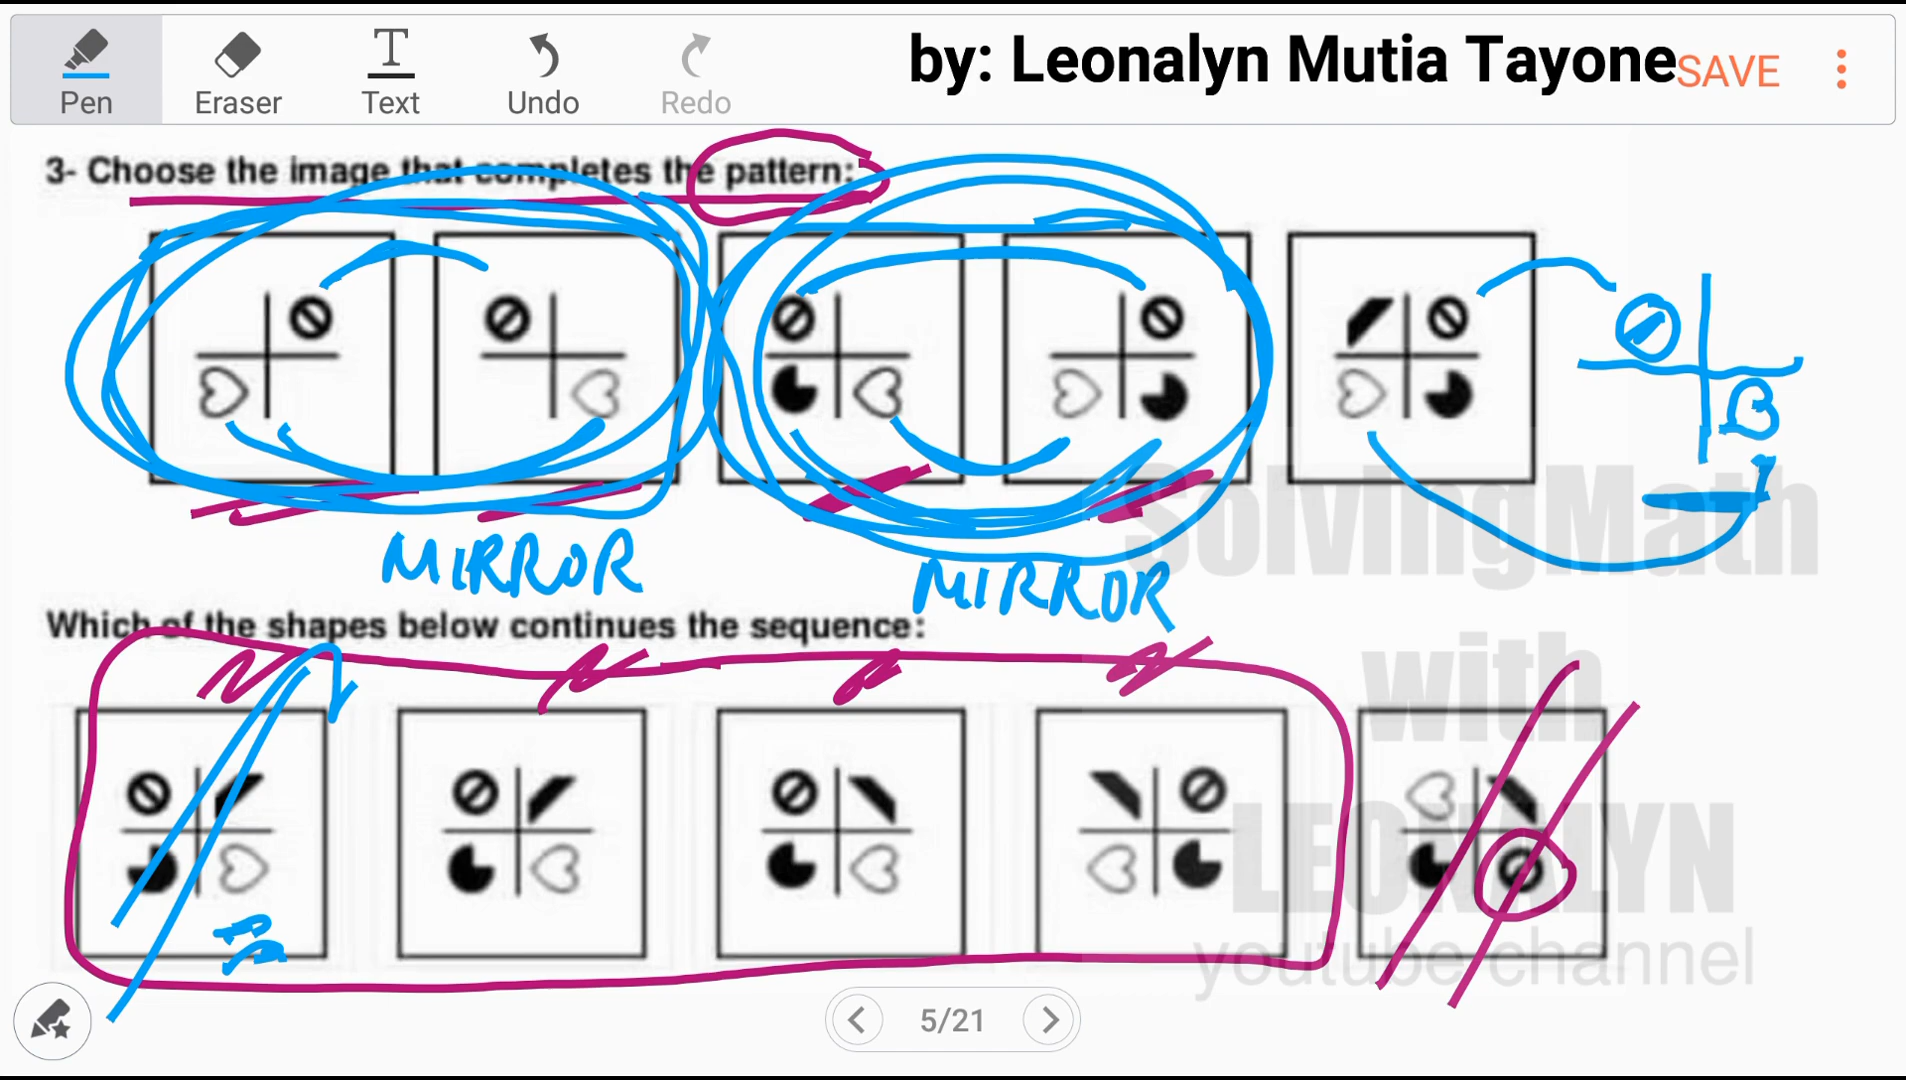 Pen Eraser Text Undo Redo by: Leonalyn Mutia Tayone SAVE
3- Choose the image that completes the pattern:
MIRROR MIRROR
SolvingMath
Which of the shapes below continues the sequence:
with
LEONALYN
youtube channel
5/21